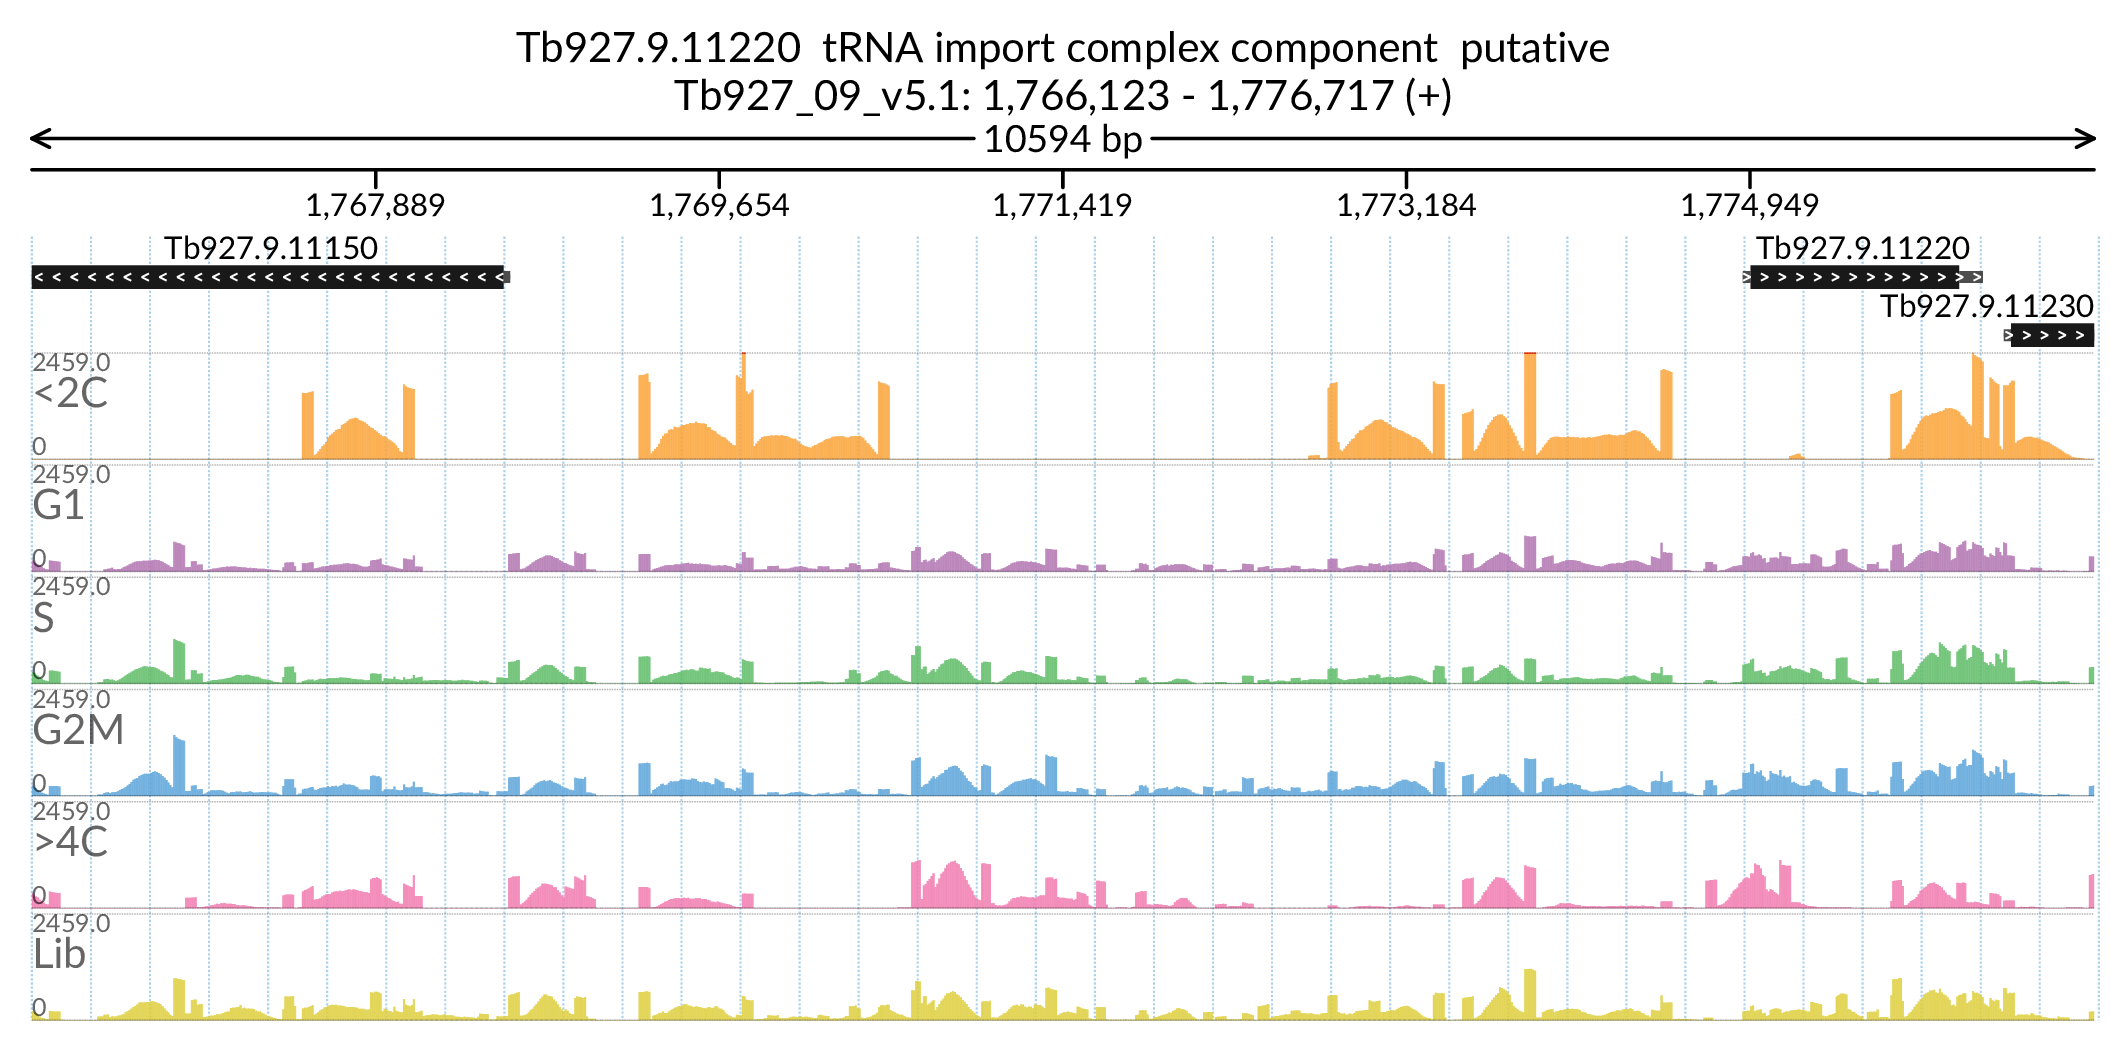 Tb927.9.11220  tRNA import complex component  putative
Tb927_09_v5.1: 1,766,123 - 1,776,717 (+)
10594 bp
1,767,889 1,769,654 1,771,419 1,773,184 1,774,949
Tb927.9.11150 Tb927.9.11220
Tb927.9.11230
2459.0
<2C
0
2459.0
G1
0
2459.0
S
0
2459.0
G2M
0
2459.0
>4C
0
2459.0
Lib
0